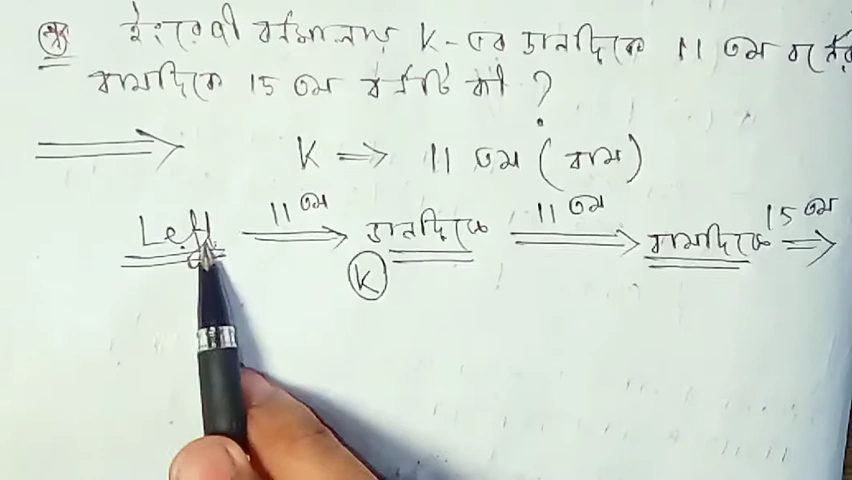 প্রঃ ইংরেজী বর্ণমালায় K-এর ডানদিকে 11 তম বর্ণের
বামদিকে 15 তম বর্ণটি কী ?
K ⇒ 11 তম (বাম)
Left 11 তম → ডানদিকে 11 তম ⇒ বামদিকে 15 তম ⇒
K